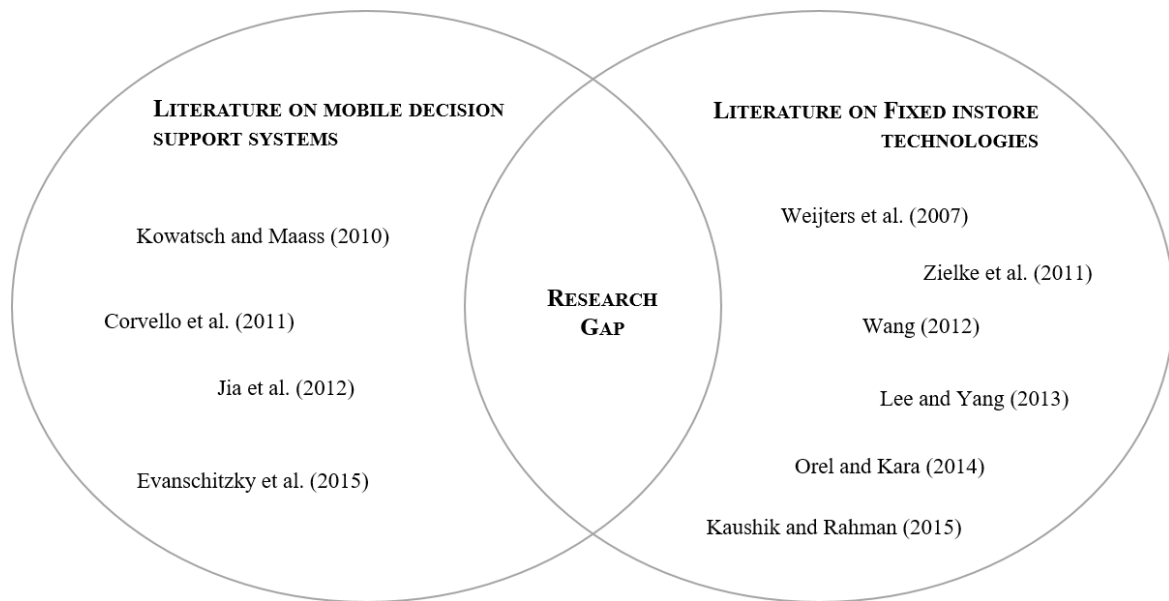 LITERATURE ON MOBILE DECISION
SUPPORT SYSTEMS
Kowatsch and Maass (2010)
Corvello et al. (2011)
Jia et al. (2012)
Evanschitzky et al. (2015)
RESEARCH
GAP
LITERATURE ON FIXED INSTORE
TECHNOLOGIES
Weijters et al. (2007)
Zielke et al. (2011)
Wang (2012)
Lee and Yang (2013)
Orel and Kara (2014)
Kaushik and Rahman (2015)